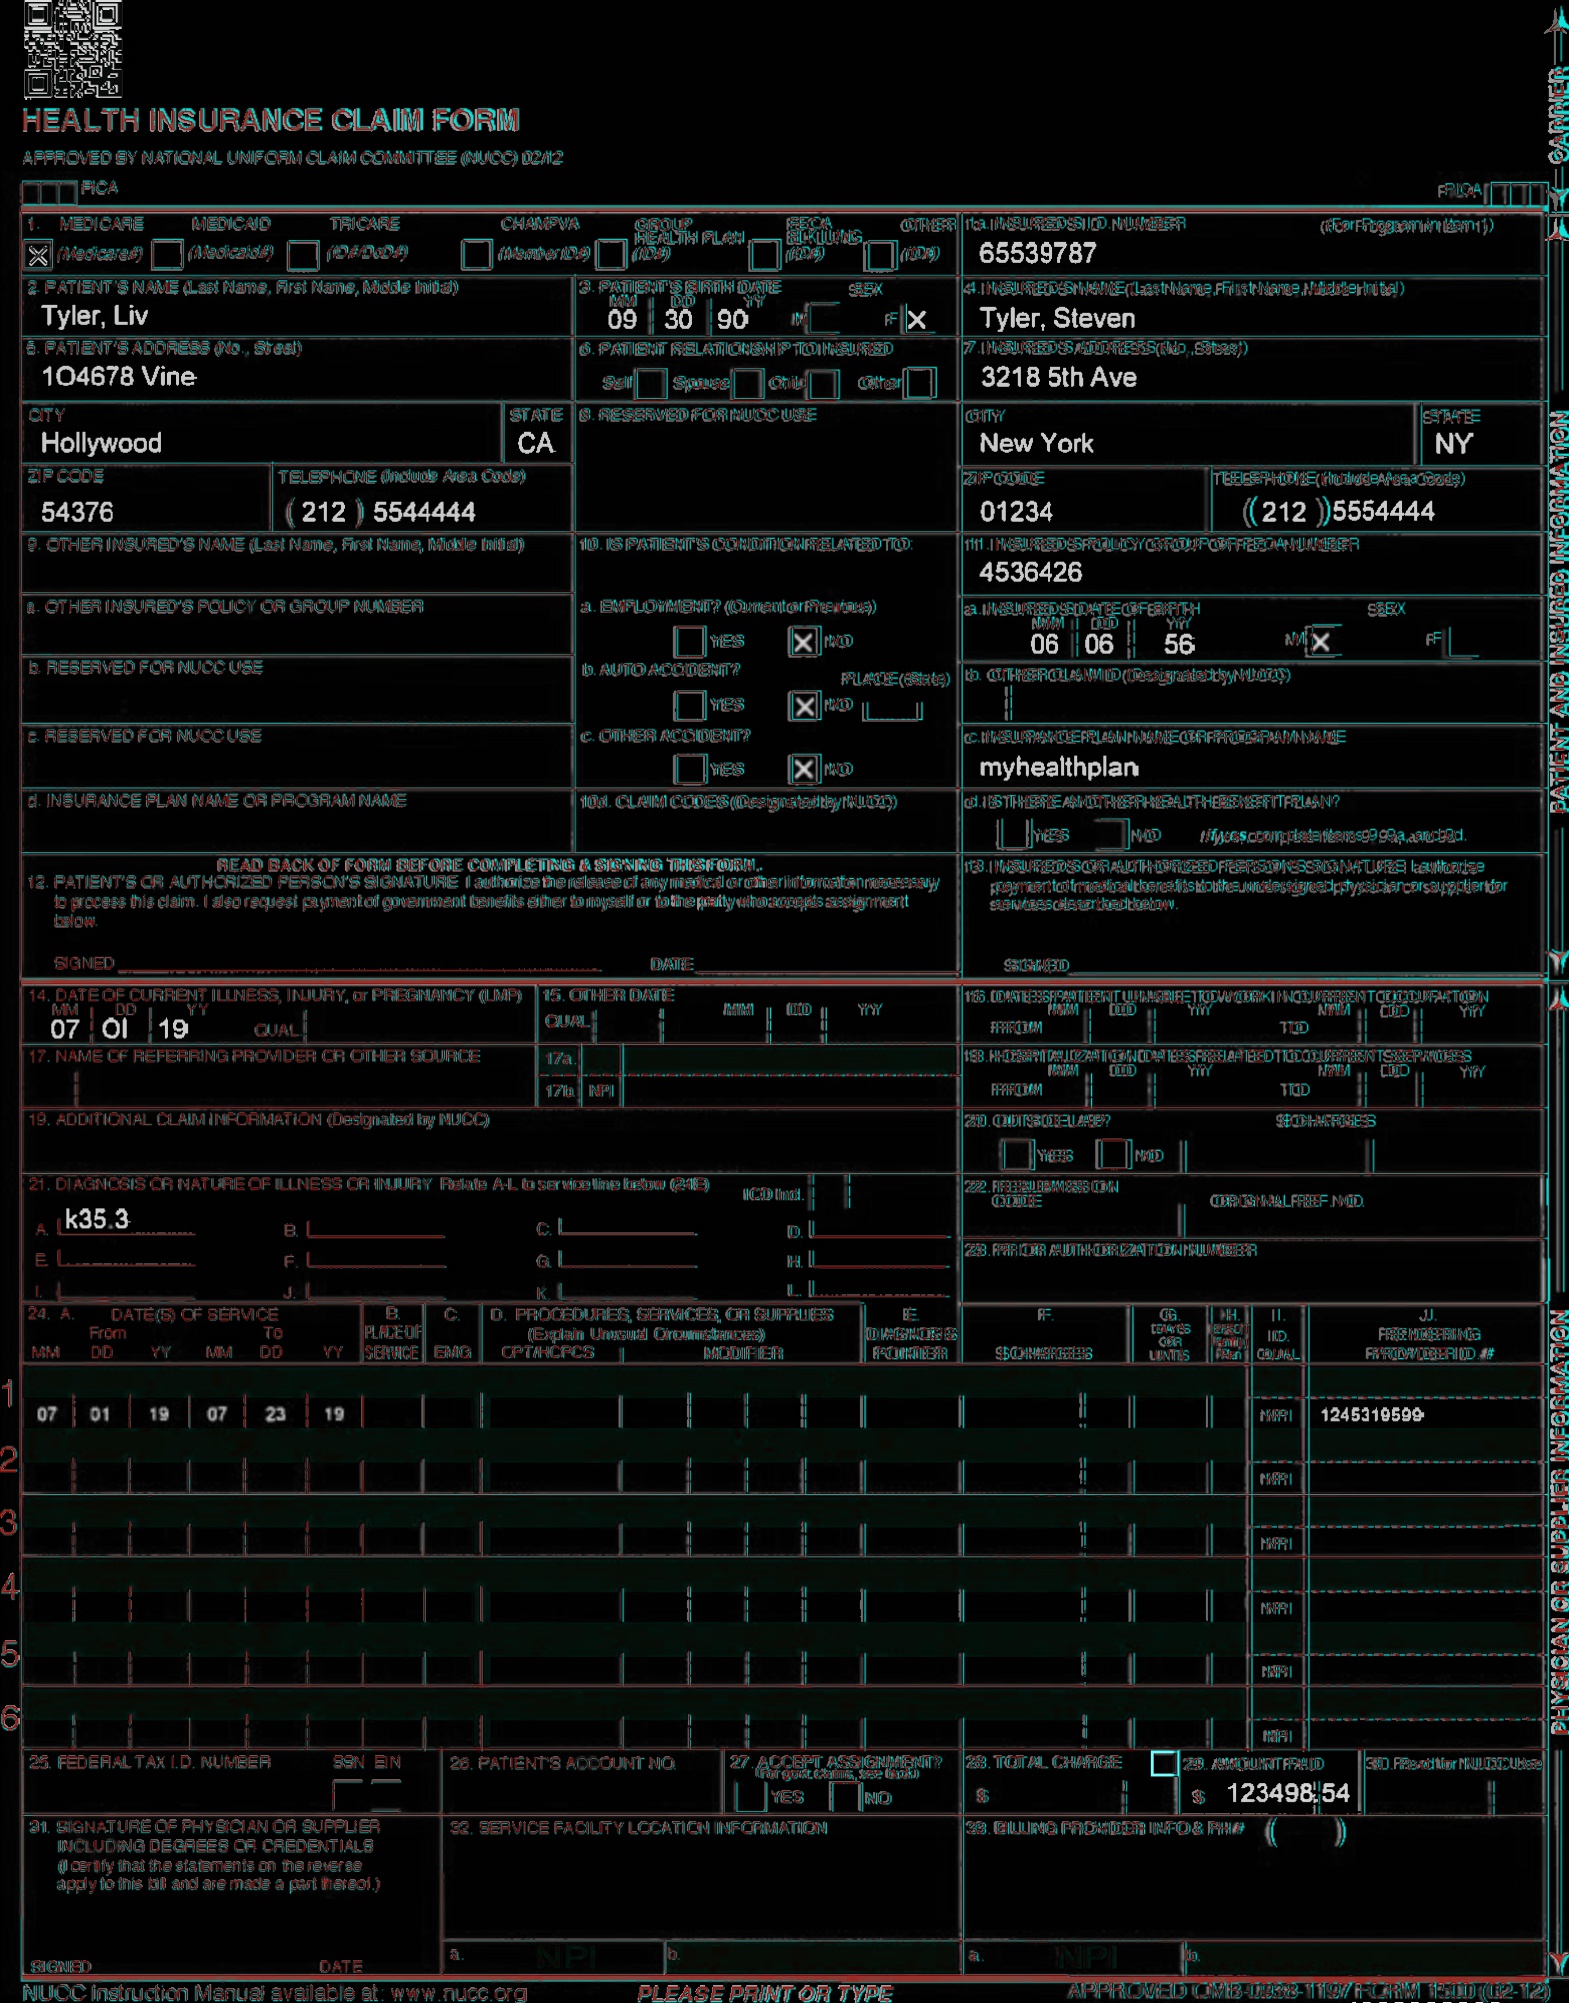 HEALTH INSURANCE CLAIM FORM
APPROVED BY NATIONAL UNIFORM CLAIM COMMITTEE (NUCC) 02/12
PICA
PICA
CARRIER
1. MEDICARE MEDICAID TRICARE CHAMPVA GROUP HEALTH PLAN FECA BLKLUNG OTHER
X (Medicare#) (Medicaid#) (ID#/DoD#) (Member ID#) (ID#) (ID#) (ID#)
1a. INSURED'S I.D. NUMBER (For Program in Item 1)
65539787
2. PATIENT'S NAME (Last Name, First Name, Middle Initial)
Tyler, Liv
3. PATIENT'S BIRTH DATE SEX
MM DD YY
09 30 90 M F X
4. INSURED'S NAME (Last Name, First Name, Middle Initial)
Tyler, Steven
5. PATIENT'S ADDRESS (No., Street)
1O4678 Vine
6. PATIENT RELATIONSHIP TO INSURED
Self Spouse Child Other
7. INSURED'S ADDRESS (No., Street)
3218 5th Ave
CITY STATE
Hollywood CA
8. RESERVED FOR NUCC USE
CITY STATE
New York NY
ZIP CODE TELEPHONE (Include Area Code)
54376 ( 212 ) 5544444
ZIP CODE TELEPHONE (Include Area Code)
01234 ( 212 ) 5554444
9. OTHER INSURED'S NAME (Last Name, First Name, Middle Initial)
10. IS PATIENT'S CONDITION RELATED TO:
11. INSURED'S POLICY GROUP OR FECA NUMBER
4536426
a. OTHER INSURED'S POLICY OR GROUP NUMBER
a. EMPLOYMENT? (Current or Previous)
YES X NO
a. INSURED'S DATE OF BIRTH SEX
MM DD YY
06 06 56 M X F
b. RESERVED FOR NUCC USE
b. AUTO ACCIDENT? PLACE (State)
YES X NO
b. OTHER CLAIM ID (Designated by NUCC)
c. RESERVED FOR NUCC USE
c. OTHER ACCIDENT?
YES X NO
c. INSURANCE PLAN NAME OR PROGRAM NAME
myhealthplan
d. INSURANCE PLAN NAME OR PROGRAM NAME
10d. CLAIM CODES (Designated by NUCC)
d. IS THERE ANOTHER HEALTH BENEFIT PLAN?
YES NO If yes, complete items 9, 9a, and 9d.
PATIENT AND INSURED INFORMATION
READ BACK OF FORM BEFORE COMPLETING & SIGNING THIS FORM.
12. PATIENT'S OR AUTHORIZED PERSON'S SIGNATURE I authorize the release of any medical or other information necessary
to process this claim. I also request payment of government benefits either to myself or to the party who accepts assignment
below.
SIGNED DATE
13. INSURED'S OR AUTHORIZED PERSON'S SIGNATURE I authorize
payment of medical benefits to the undersigned physician or supplier for
services described below.
SIGNED
14. DATE OF CURRENT ILLNESS, INJURY, or PREGNANCY (LMP)
MM DD YY
07 OI 19 QUAL.
15. OTHER DATE
QUAL. MM DD YY
16. DATES PATIENT UNABLE TO WORK IN CURRENT OCCUPATION
MM DD YY MM DD YY
FROM TO
17. NAME OF REFERRING PROVIDER OR OTHER SOURCE
17a.
17b. NPI
18. HOSPITALIZATION DATES RELATED TO CURRENT SERVICES
MM DD YY MM DD YY
FROM TO
19. ADDITIONAL CLAIM INFORMATION (Designated by NUCC)
20. OUTSIDE LAB? $ CHARGES
YES NO
21. DIAGNOSIS OR NATURE OF ILLNESS OR INJURY Relate A-L to service line below (24E) ICD Ind.
A. k35.3 B. C. D.
E. F. G. H.
I. J. K. L.
22. RESUBMISSION CODE ORIGINAL REF. NO.
23. PRIOR AUTHORIZATION NUMBER
24. A. DATE(S) OF SERVICE
From To
MM DD YY MM DD YY
B. PLACE OF SERVICE
C. EMG
D. PROCEDURES, SERVICES, OR SUPPLIES
(Explain Unusual Circumstances)
CPT/HCPCS MODIFIER
E. DIAGNOSIS POINTER
F. $ CHARGES
G. DAYS OR UNITS
H. EPSDT Family Plan
I. ID. QUAL.
J. RENDERING PROVIDER ID. #
1
07 01 19 07 23 19 NPI 1245319599
2 NPI
3 NPI
4 NPI
5 NPI
6 NPI
PHYSICIAN OR SUPPLIER INFORMATION
25. FEDERAL TAX I.D. NUMBER SSN EIN
26. PATIENT'S ACCOUNT NO.
27. ACCEPT ASSIGNMENT?
(For govt. claims, see back)
YES NO
28. TOTAL CHARGE
$
29. AMOUNT PAID
$ 123498 54
30. Rsvd for NUCC Use
31. SIGNATURE OF PHYSICIAN OR SUPPLIER
INCLUDING DEGREES OR CREDENTIALS
(I certify that the statements on the reverse
apply to this bill and are made a part thereof.)
SIGNED DATE
32. SERVICE FACILITY LOCATION INFORMATION
a. NPI b.
33. BILLING PROVIDER INFO & PH # ( )
a. NPI b.
NUCC Instruction Manual available at: www.nucc.org
PLEASE PRINT OR TYPE
APPROVED OMB-0938-1197 FORM 1500 (02-12)